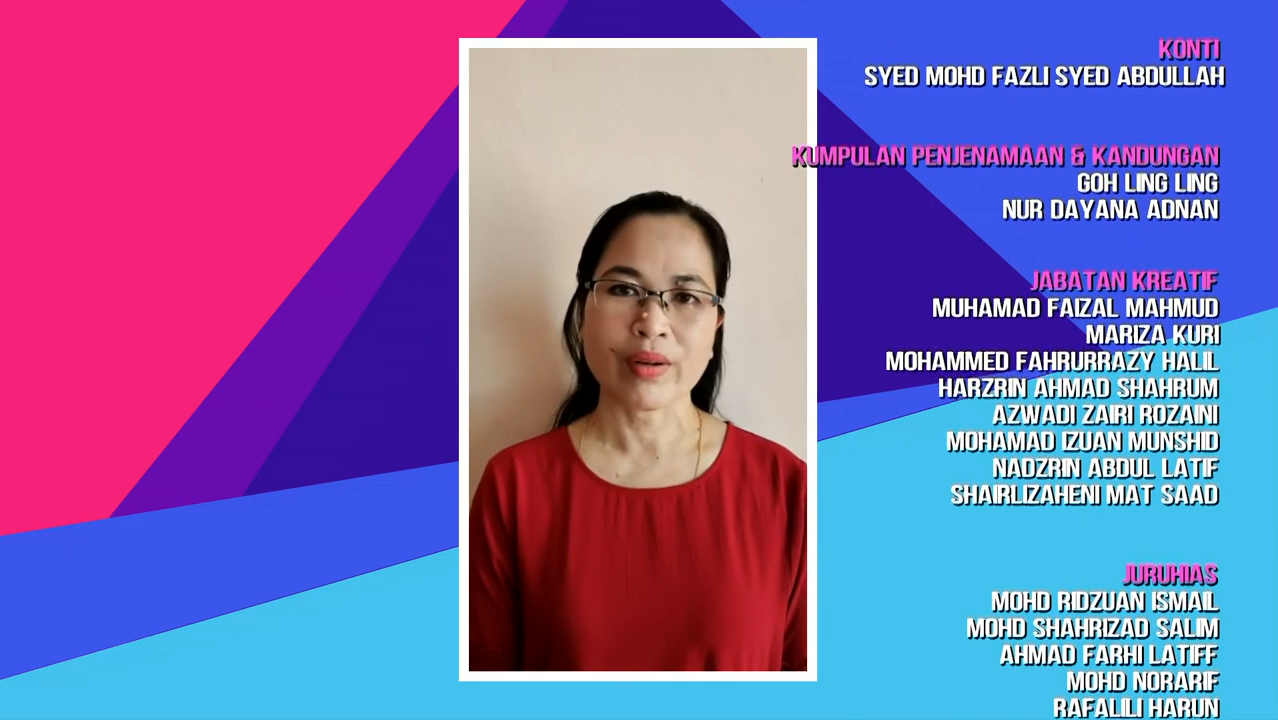 KONTI
SYED MOHD FAZLI SYED ABDULLAH
KUMPULAN PENJENAMAAN & KANDUNGAN
GOH LING LING
NUR DAYANA ADNAN
JABATAN KREATIF
MUHAMAD FAIZAL MAHMUD
MARIZA KURI
MOHAMMED FAHRURRAZY HALIL
HARZRIN AHMAD SHAHRUM
AZWADI ZAIRI ROZAINI
MOHAMAD IZUAN MUNSHID
NADZRIN ABDUL LATIF
SHAIRLIZAHENI MAT SAAD
JURUHIAS
MOHD RIDZUAN ISMAIL
MOHD SHAHRIZAD SALIM
AHMAD FARHI LATIFF
MOHD NORARIF
RAFALILI HARUN